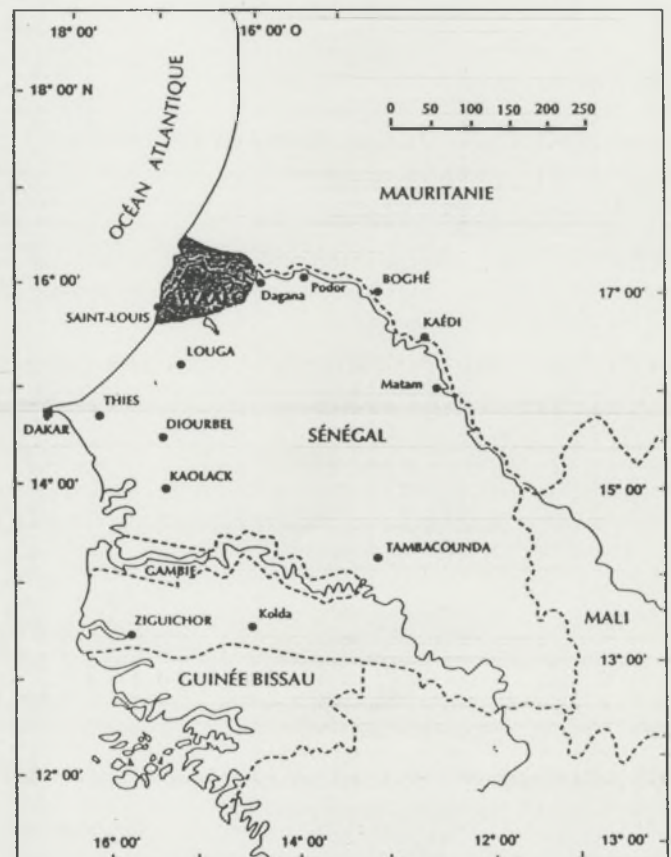 18° 00'
16° 00' O
18° 00' N
OCÉAN ATLANTIQUE
0 50 100 150 200 250
MAURITANIE
16° 00'
WAALO
Dagana
Podor
BOGHÉ
17° 00'
SAINT-LOUIS
KAÉDI
LOUGA
Matam
THIES
DAKAR
DIOURBEL
SÉNÉGAL
KAOLACK
14° 00'
15° 00'
TAMBACOUNDA
GAMBIE
ZIGUICHOR
Kolda
MALI
13° 00'
GUINÉE BISSAU
12° 00'
16° 00'
14° 00'
12° 00'
13° 00'